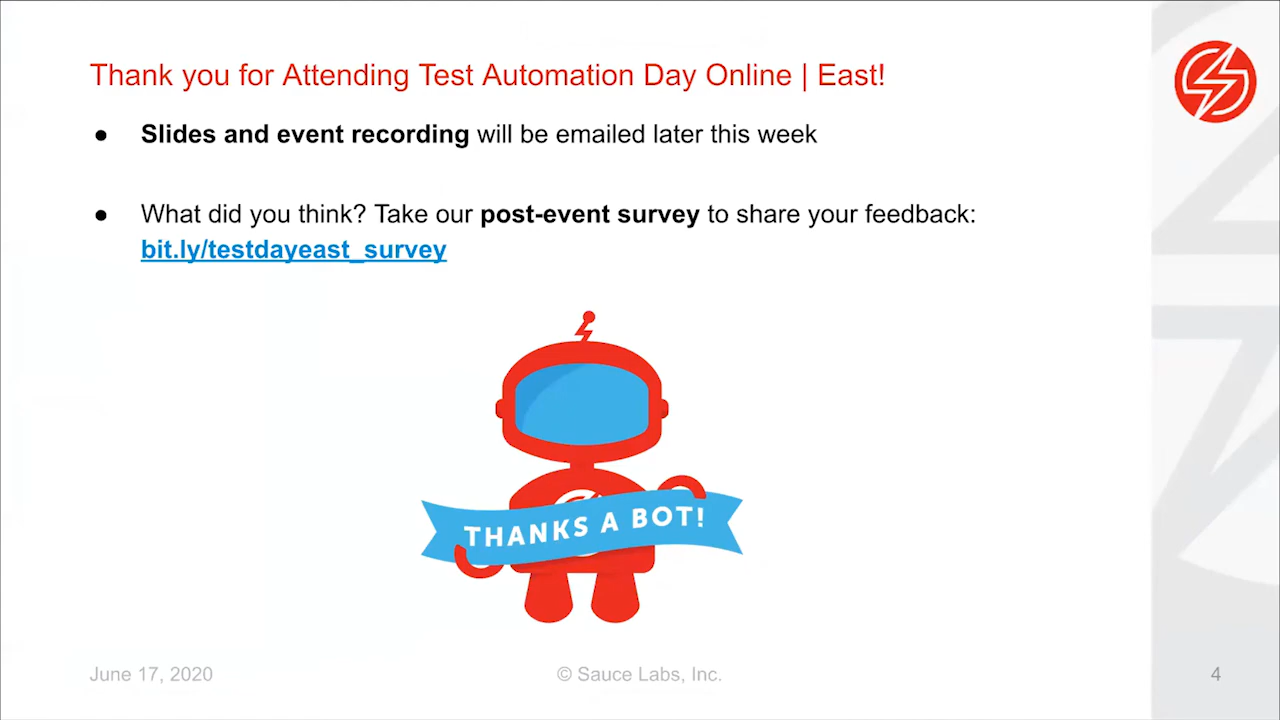 Thank you for Attending Test Automation Day Online | East!
● Slides and event recording will be emailed later this week
● What did you think? Take our post-event survey to share your feedback:
bit.ly/testdayeast_survey
THANKS A BOT!
June 17, 2020
© Sauce Labs, Inc.
4